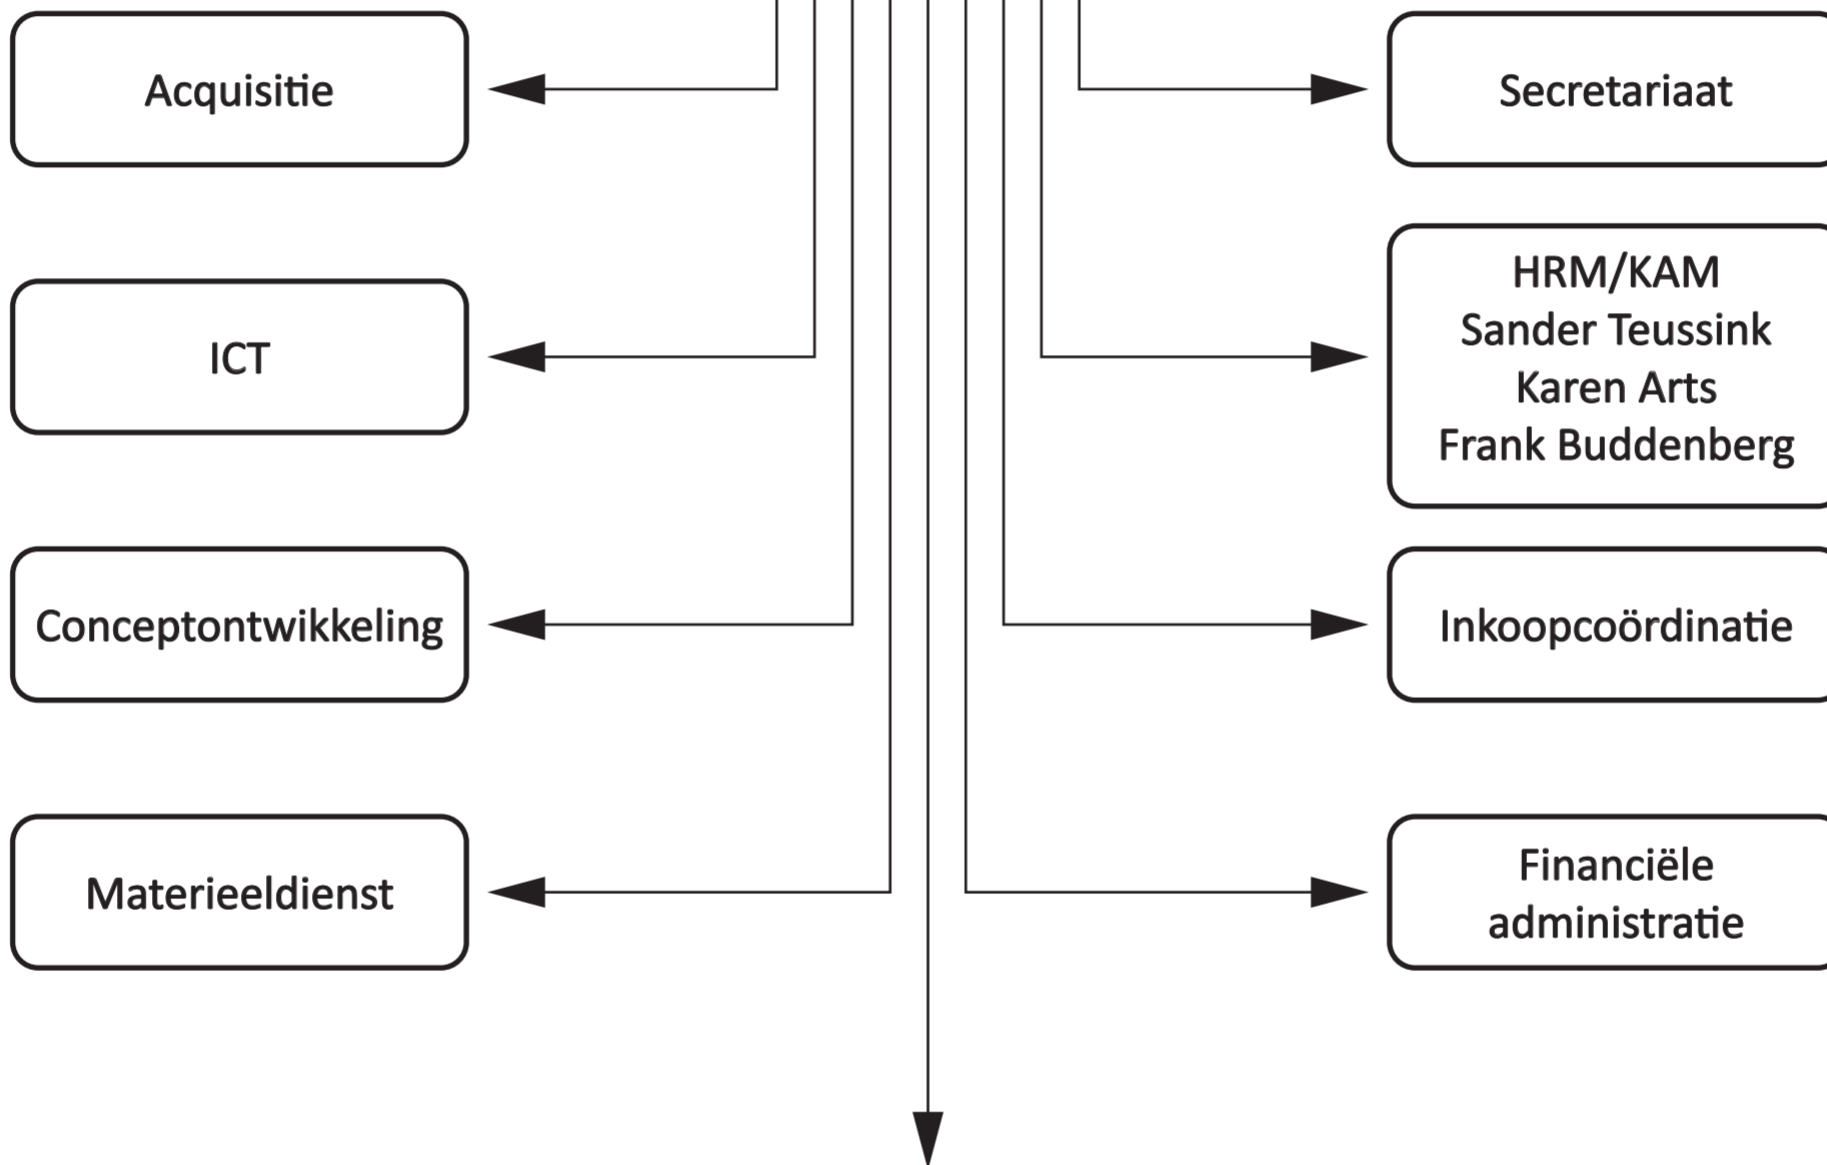 Acquisitie
Secretariaat
ICT
HRM/KAM
Sander Teussink
Karen Arts
Frank Buddenberg
Conceptontwikkeling
Inkoopcoördinatie
Materieeldienst
Financiële
administratie